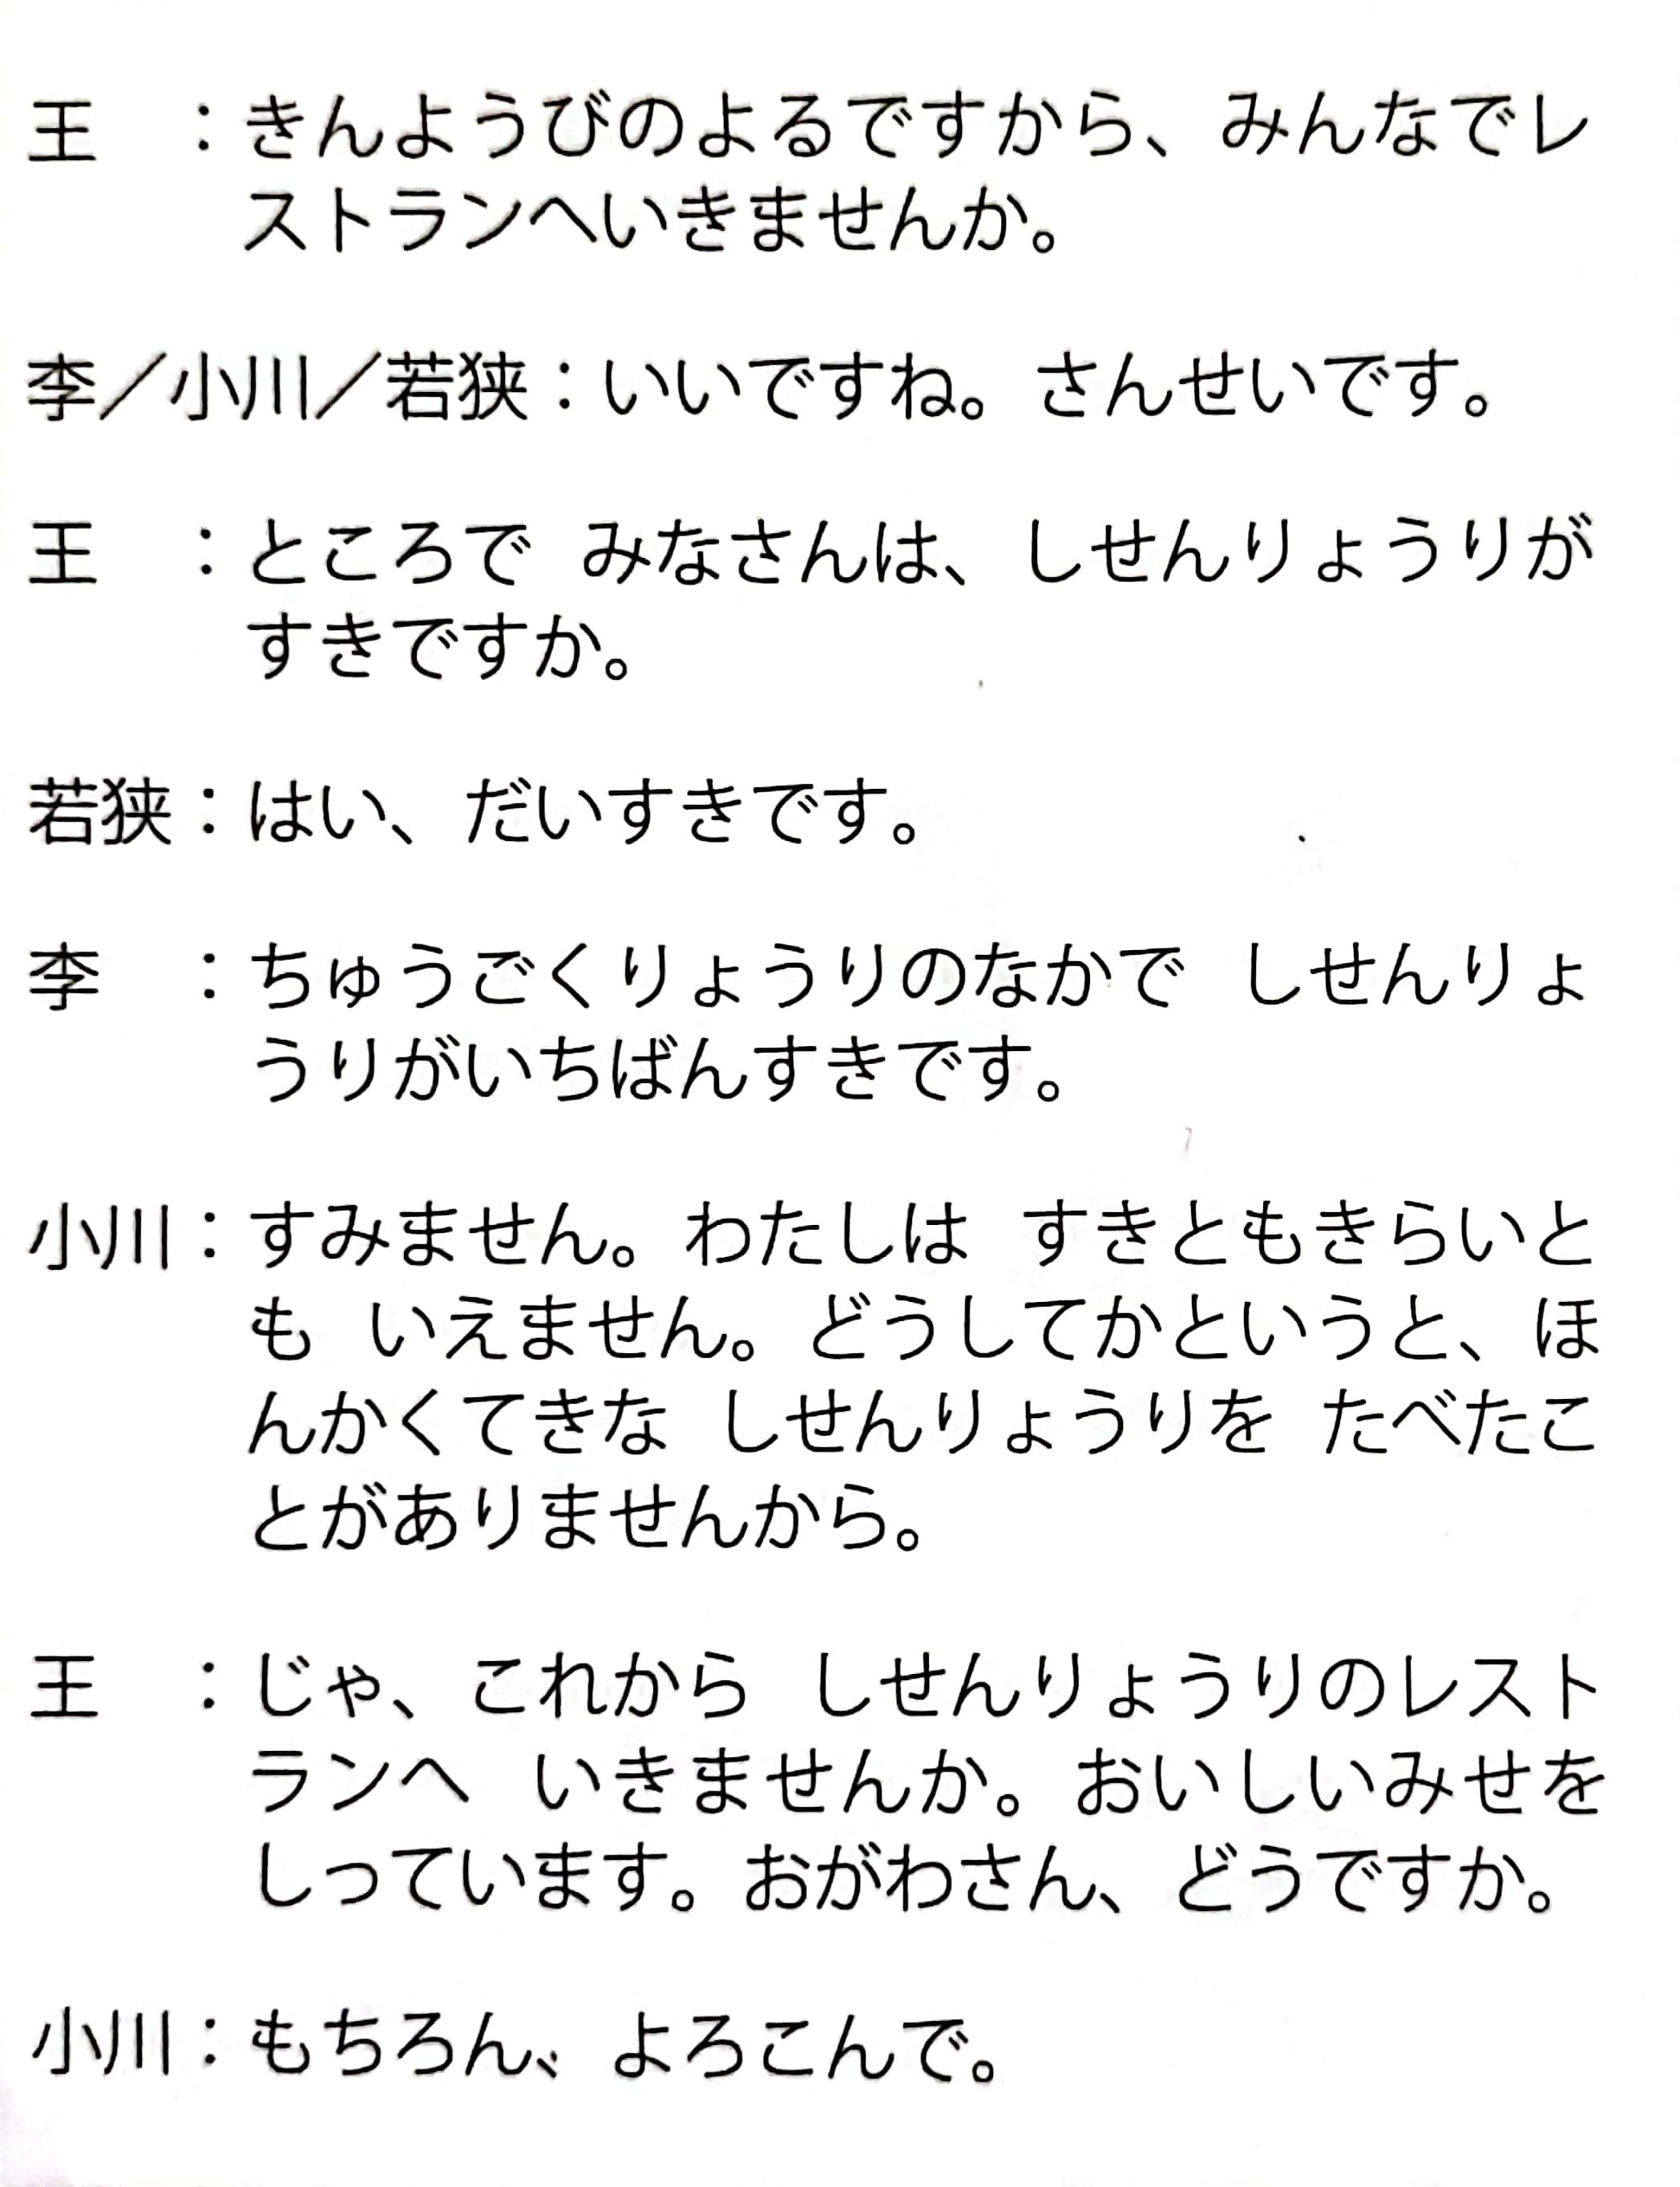 王　：きんようびのよるですから、みんなでレ
ストランへいきませんか。
李／小川／若狭：いいですね。さんせいです。
王　：ところで みなさんは、しせんりょうりが
すきですか。
若狭：はい、だいすきです。
李　：ちゅうごくりょうりのなかで しせんりょ
うりがいちばんすきです。
小川：すみません。わたしは すきともきらいと
も いえません。どうしてかというと、ほ
んかくてきな しせんりょうりを たべたこ
とがありませんから。
王　：じゃ、これから しせんりょうりのレスト
ランへ いきませんか。おいしいみせを
しっています。おがわさん、どうですか。
小川：もちろん、よろこんで。